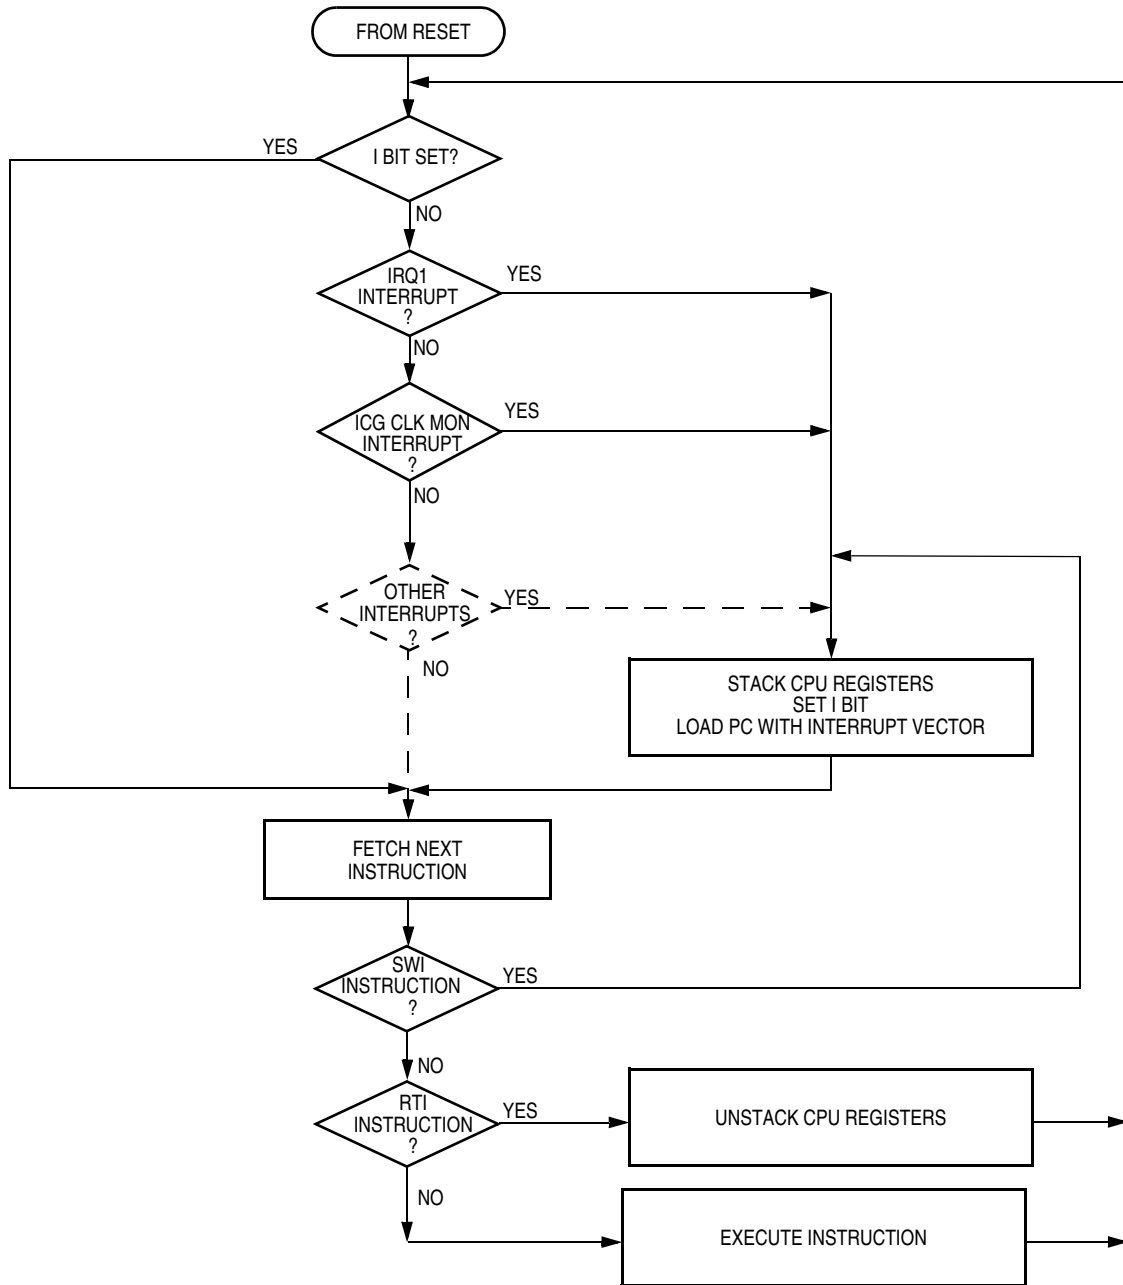 FROM RESET
YES
I BIT SET?
NO
IRQ1
INTERRUPT
?
YES
NO
ICG CLK MON
INTERRUPT
?
YES
NO
OTHER
INTERRUPTS
?
YES
NO
STACK CPU REGISTERS
SET I BIT
LOAD PC WITH INTERRUPT VECTOR
FETCH NEXT
INSTRUCTION
SWI
INSTRUCTION
?
YES
NO
RTI
INSTRUCTION
?
YES
UNSTACK CPU REGISTERS
NO
EXECUTE INSTRUCTION